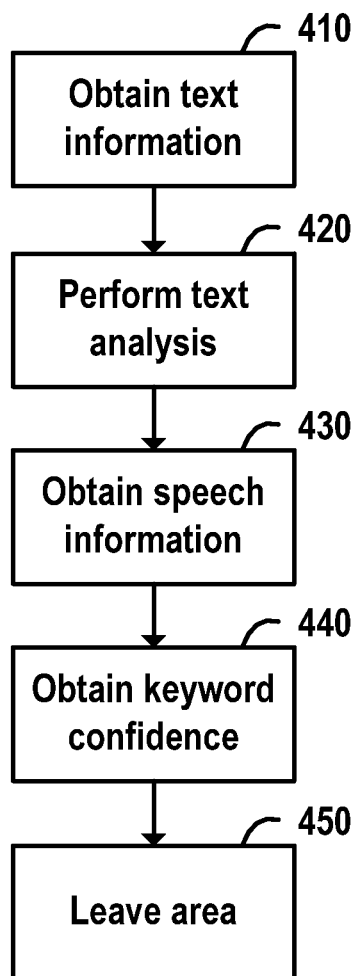 410
Obtain text
information
420
Perform text
analysis
430
Obtain speech
information
440
Obtain keyword
confidence
450
Leave area